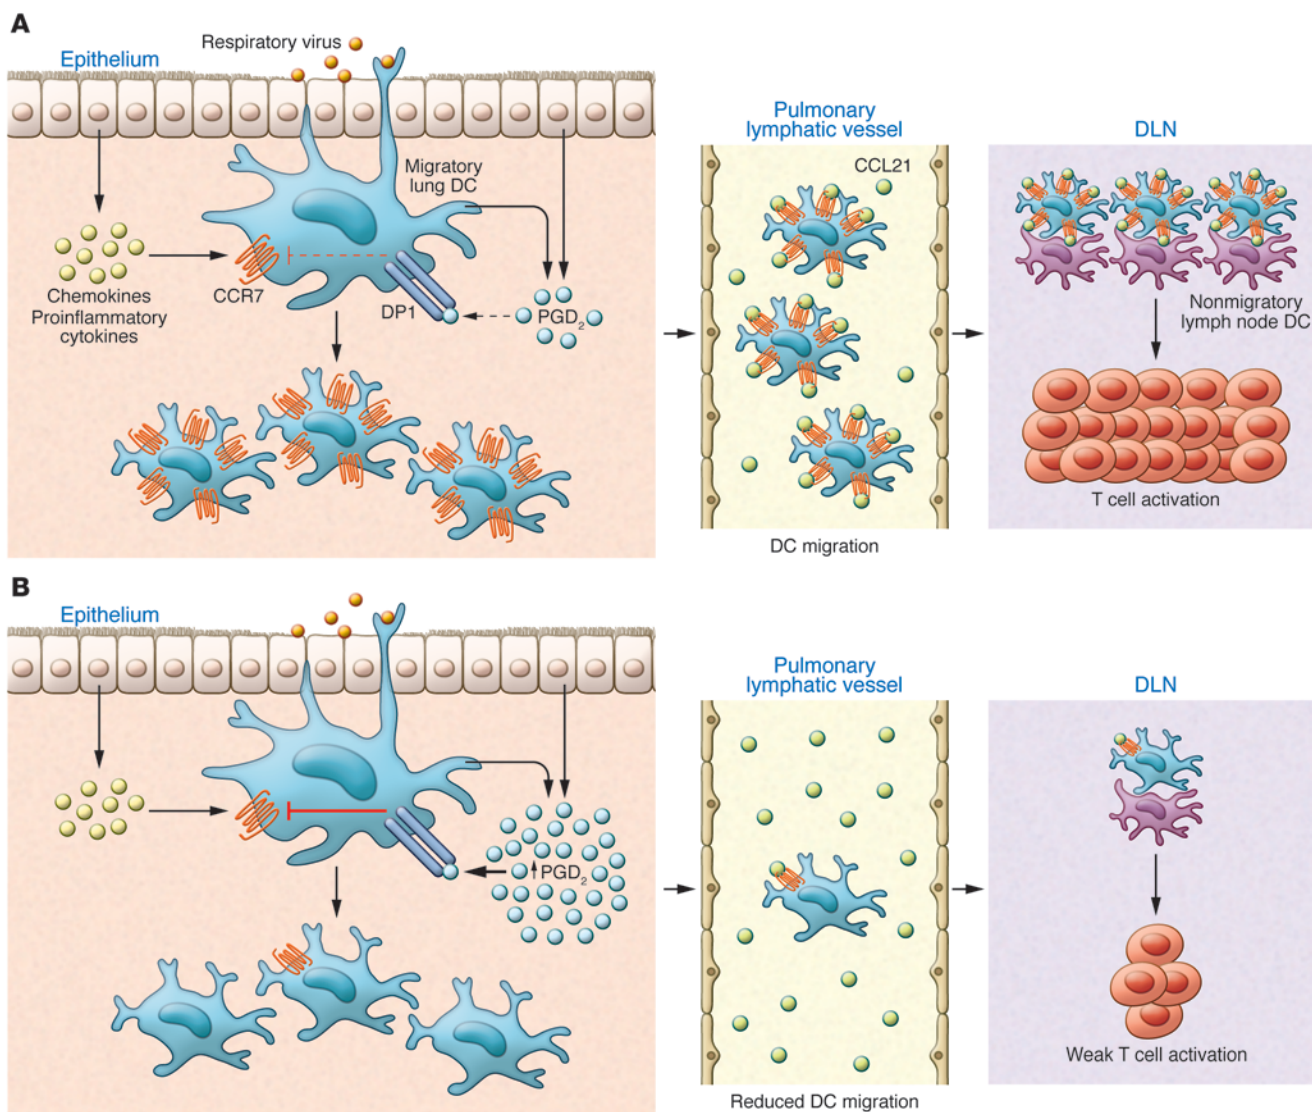 A
Respiratory virus
Epithelium
Migratory
lung DC
Chemokines
Proinflammatory
cytokines
CCR7
DP1
PGD2
Pulmonary
lymphatic vessel
CCL21
DC migration
DLN
Nonmigratory
lymph node DC
T cell activation
B
Epithelium
↑PGD2
Pulmonary
lymphatic vessel
Reduced DC migration
DLN
Weak T cell activation